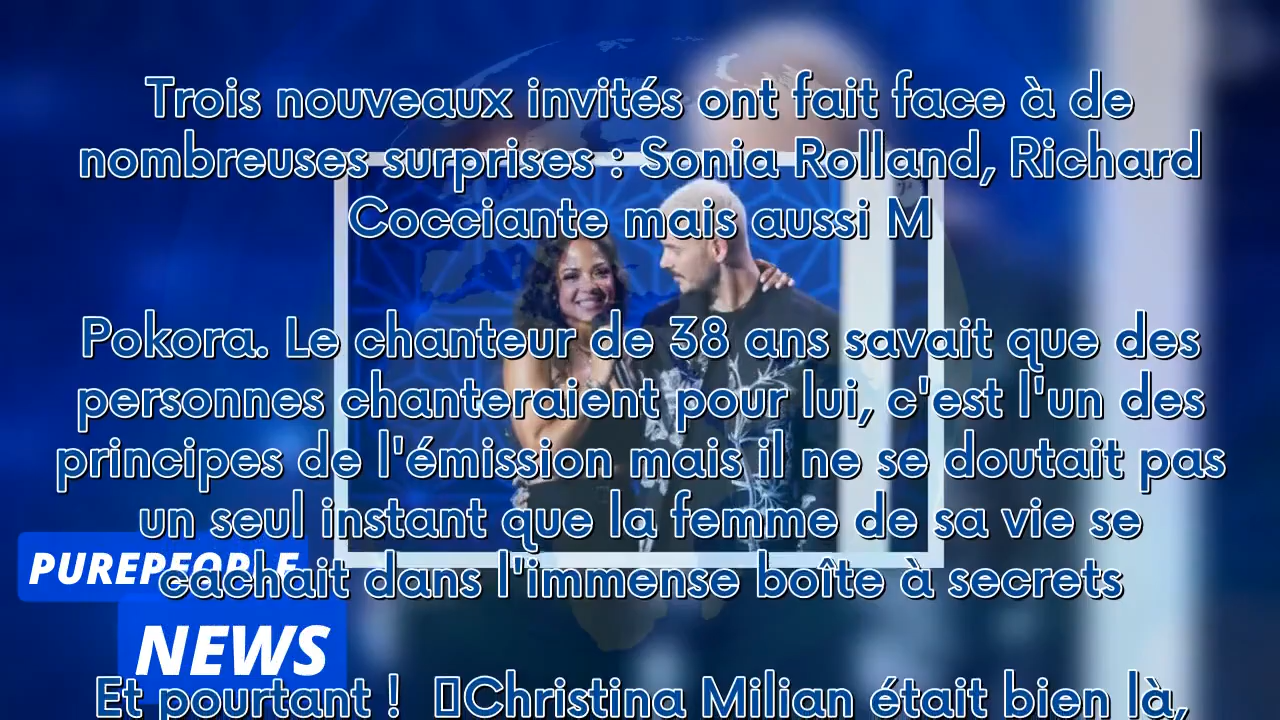 Trois nouveaux invités ont fait face à de
nombreuses surprises : Sonia Rolland, Richard
Cocciante mais aussi M
Pokora. Le chanteur de 38 ans savait que des
personnes chanteraient pour lui, c'est l'un des
principes de l'émission mais il ne se doutait pas
un seul instant que la femme de sa vie se
cachait dans l'immense boîte à secrets
PUREPEOPLE
NEWS
Et pourtant ! Christina Milian était bien là,